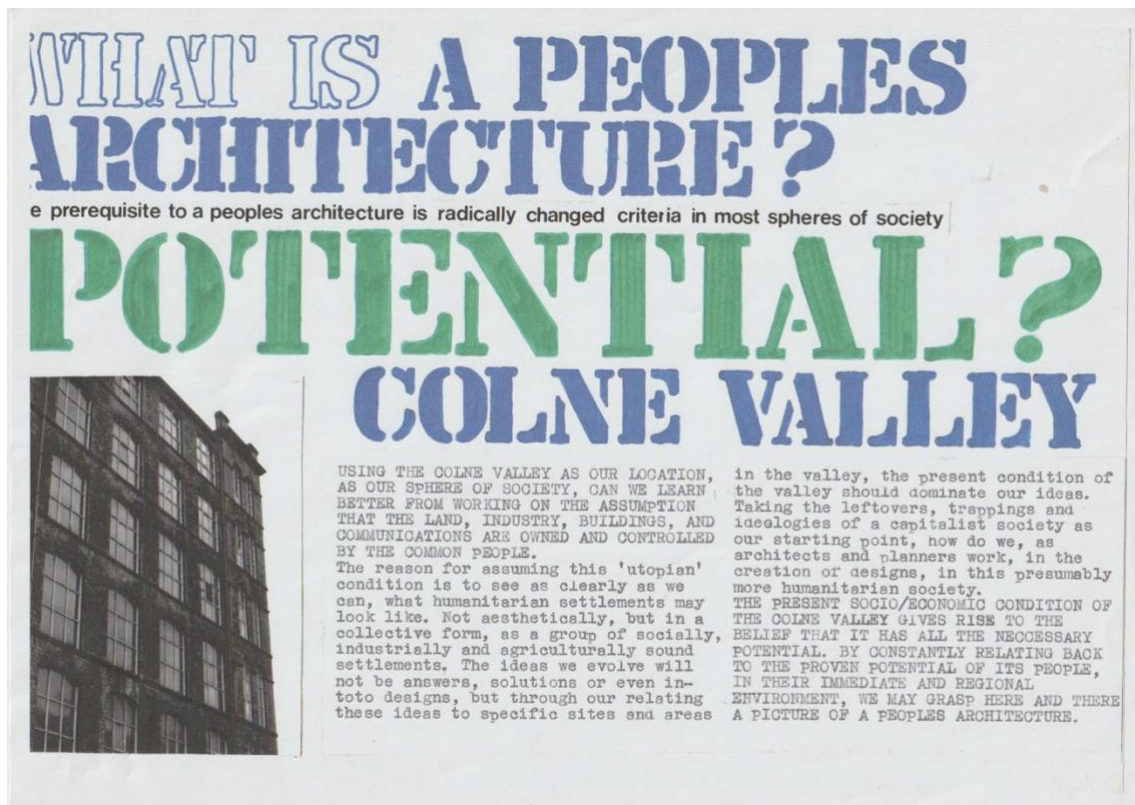 WHAT IS A PEOPLES
ARCHITECTURE?
e prerequisite to a peoples architecture is radically changed criteria in most spheres of society
POTENTIAL?
COLNE VALLEY
USING THE COLNE VALLEY AS OUR LOCATION,
AS OUR SPHERE OF SOCIETY, CAN WE LEARN
BETTER FROM WORKING ON THE ASSUMPTION
THAT THE LAND, INDUSTRY, BUILDINGS, AND
COMMUNICATIONS ARE OWNED AND CONTROLLED
BY THE COMMON PEOPLE.
The reason for assuming this 'utopian'
condition is to see as clearly as we
can, what humanitarian settlements may
look like. Not aesthetically, but in a
collective form, as a group of socially,
industrially and agriculturally sound
settlements. The ideas we evolve will
not be answers, solutions or even in-
toto designs, but through our relating
these ideas to specific sites and areas
in the valley, the present condition of
the valley should dominate our ideas.
Taking the leftovers, trappings and
ideologies of a capitalist society as
our starting point, how do we, as
architects and planners work, in the
creation of designs, in this presumably
more humanitarian society.
THE PRESENT SOCIO/ECONOMIC CONDITION OF
THE COLNE VALLEY GIVES RISE TO THE
BELIEF THAT IT HAS ALL THE NECCESSARY
POTENTIAL. BY CONSTANTLY RELATING BACK
TO THE PROVEN POTENTIAL OF ITS PEOPLE,
IN THEIR IMMEDIATE AND REGIONAL
ENVIRONMENT, WE MAY GRASP HERE AND THERE
A PICTURE OF A PEOPLES ARCHITECTURE.